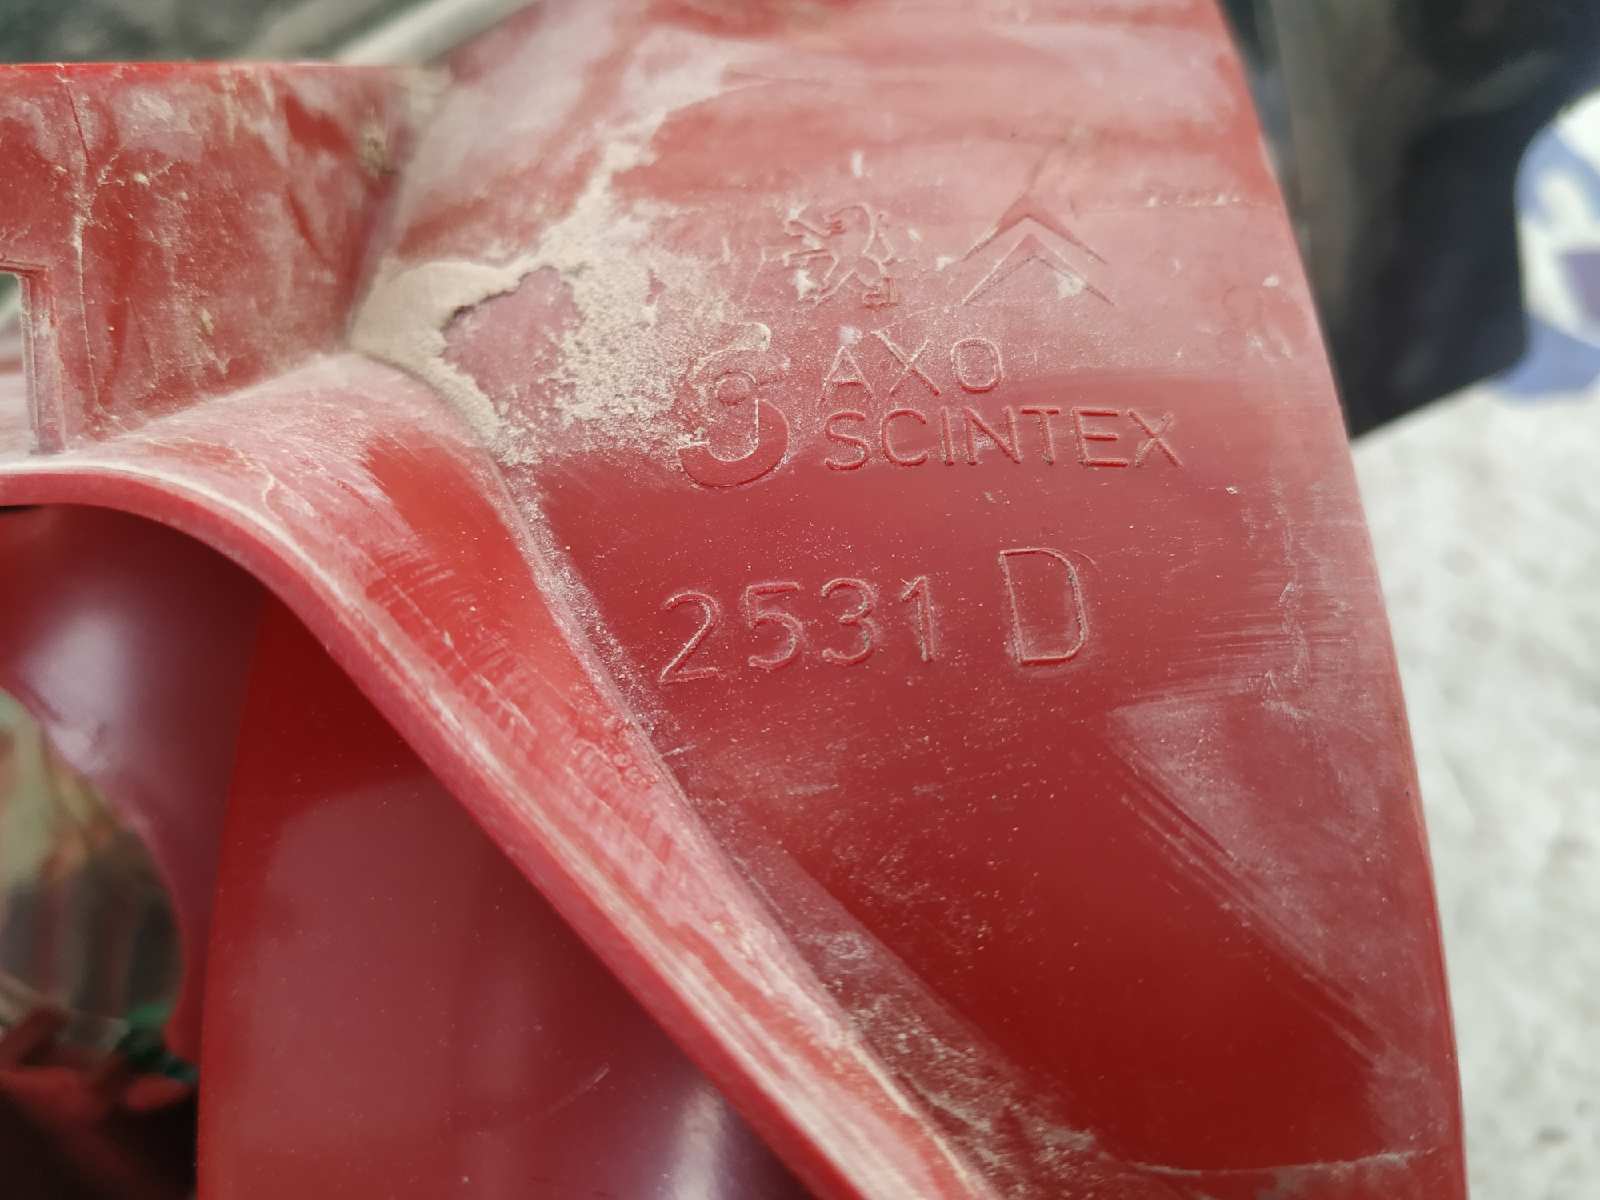 AXO
SCINTEX
2531 D